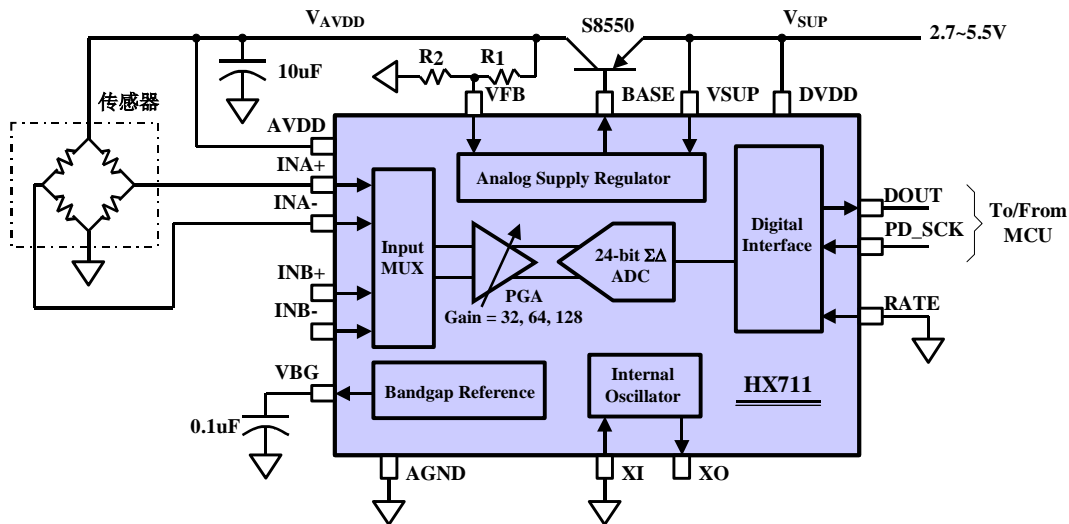 V_AVDD
S8550
V_SUP
2.7~5.5V
R2
R1
10uF
VFB
BASE
VSUP
DVDD
传感器
AVDD
INA+
INA-
INB+
INB-
Analog Supply Regulator
Input
MUX
PGA
Gain = 32, 64, 128
24-bit ΣΔ
ADC
Digital
Interface
DOUT
PD_SCK
To/From
MCU
RATE
VBG
0.1uF
Bandgap Reference
Internal
Oscillator
HX711
AGND
XI
XO